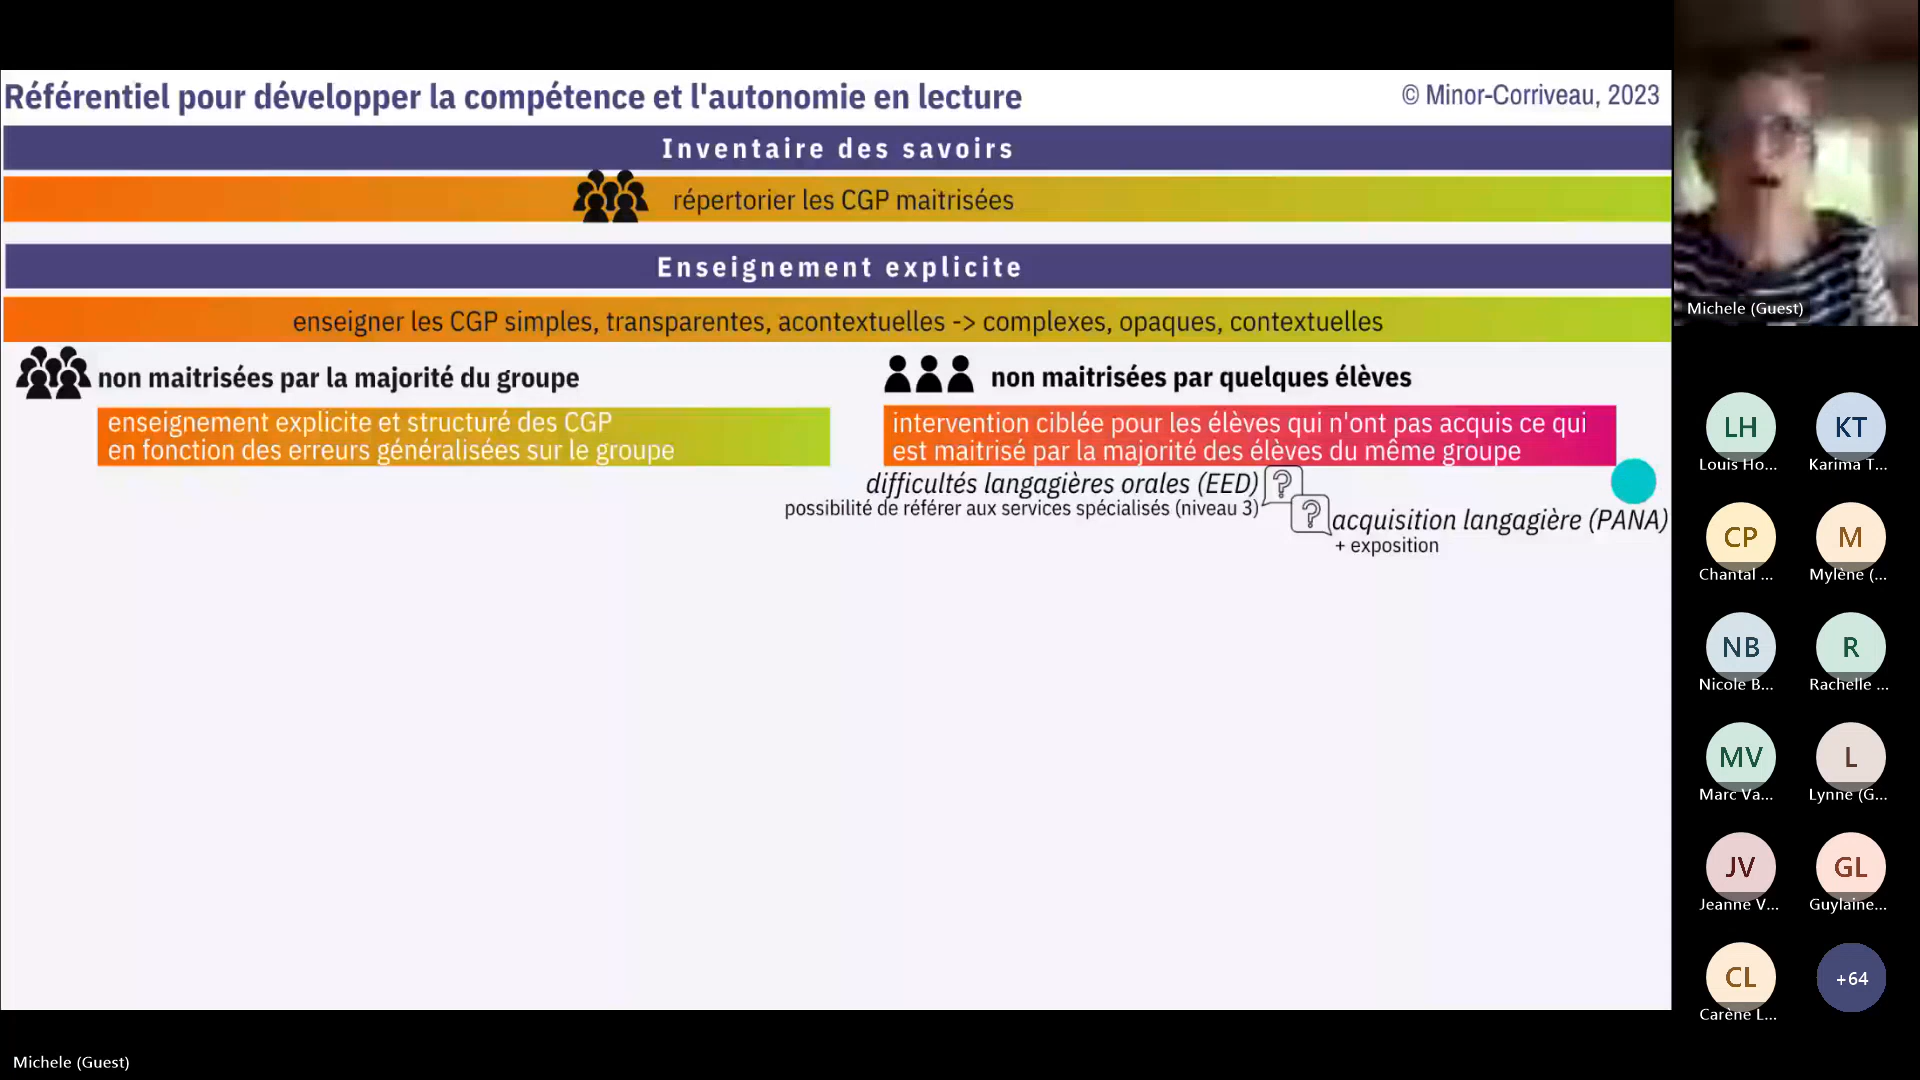 Référentiel pour développer la compétence et l'autonomie en lecture
© Minor-Corriveau, 2023
Inventaire des savoirs
répertorier les CGP maitrisées
Enseignement explicite
enseigner les CGP simples, transparentes, acontextuelles -> complexes, opaques, contextuelles
non maitrisées par la majorité du groupe
enseignement explicite et structuré des CGP
en fonction des erreurs généralisées sur le groupe
non maitrisées par quelques élèves
intervention ciblée pour les élèves qui n'ont pas acquis ce qui
est maitrisé par la majorité des élèves du même groupe
difficultés langagières orales (EED)
possibilité de référer aux services spécialisés (niveau 3)
?
?
acquisition langagière (PANA)
+ exposition
Michele (Guest)
LH
Louis Ho...
KT
Karima T...
CP
Chantal ...
M
Mylène (...
NB
Nicole B...
R
Rachelle ...
MV
Marc Va...
L
Lynne (G...
JV
Jeanne V...
GL
Guylaine...
CL
Carène L...
+64
Michele (Guest)